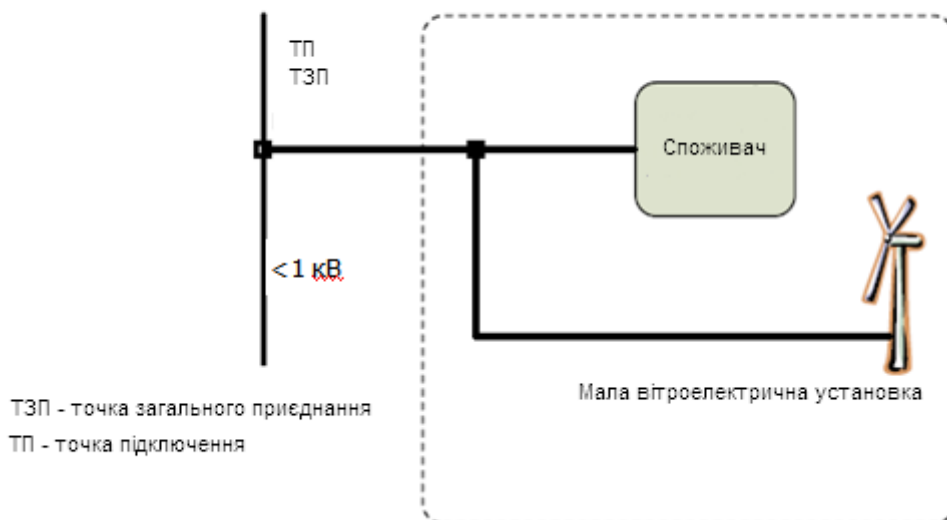 ТП
ТЗП
Споживач
<1 кВ
Мала вітроелектрична установка
ТЗП - точка загального приєднання
ТП - точка підключення